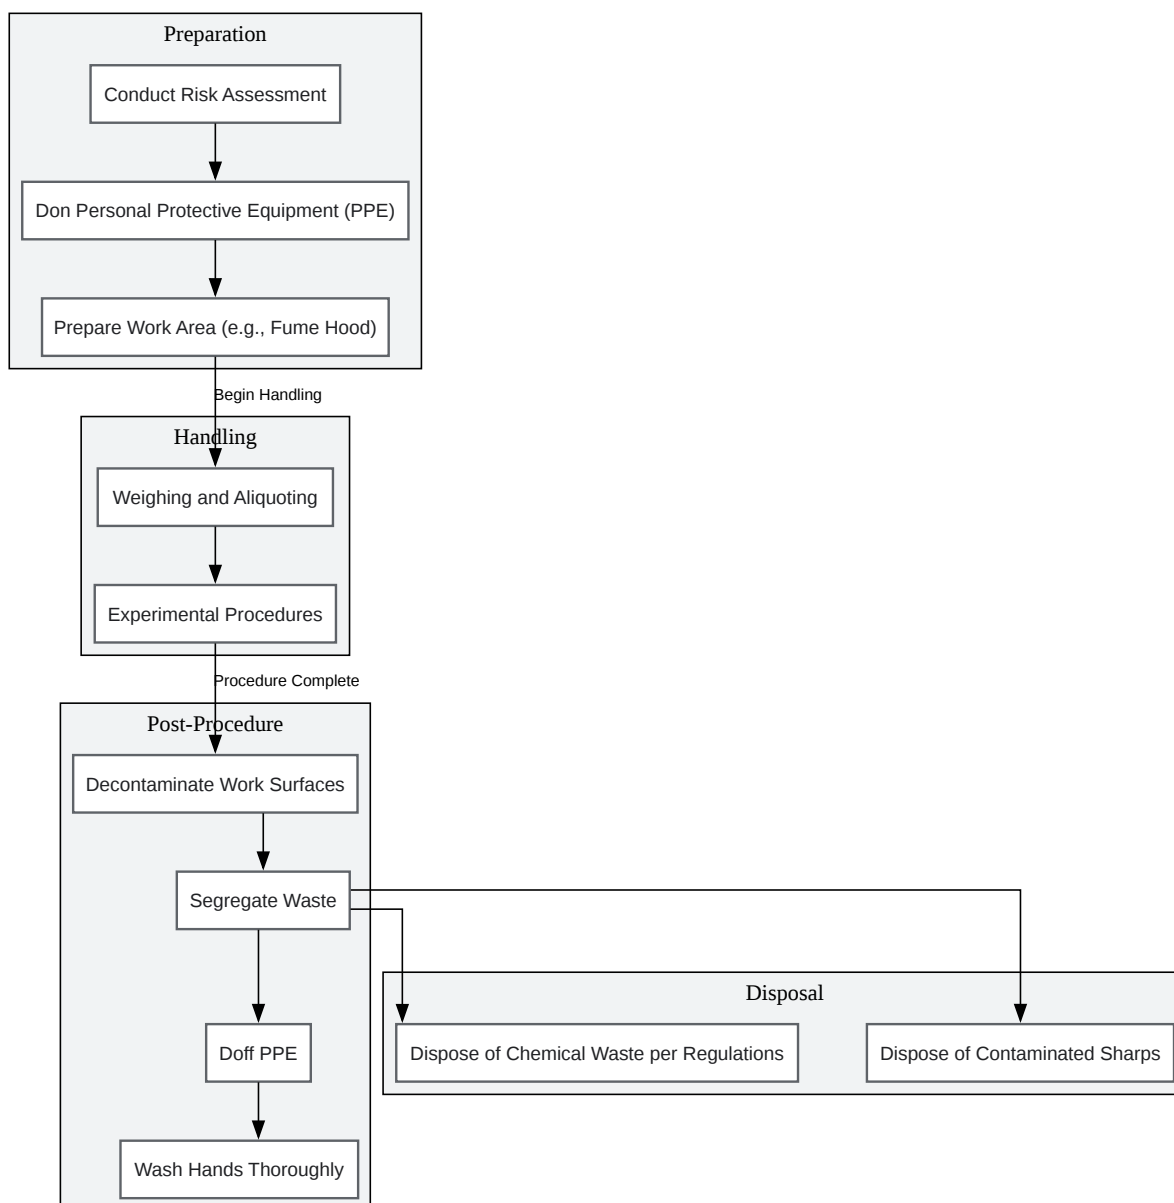 Preparation
Conduct Risk Assessment
Don Personal Protective Equipment (PPE)
Prepare Work Area (e.g., Fume Hood)
Begin Handling
Handling
Weighing and Aliquoting
Experimental Procedures
Procedure Complete
Post-Procedure
Decontaminate Work Surfaces
Segregate Waste
Disposal
Doff PPE
Dispose of Chemical Waste per Regulations
Dispose of Contaminated Sharps
Wash Hands Thoroughly